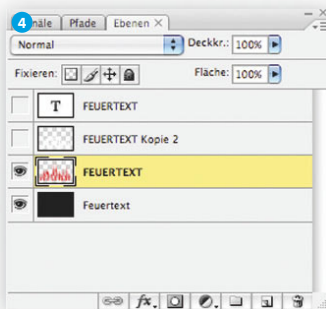 4 näle Pfade Ebenen ×
Normal Deckkr.: 100%
Fixieren: Fläche: 100%
T FEUERTEXT
FEUERTEXT Kopie 2
FEUERTEXT
Feuertext
fx.